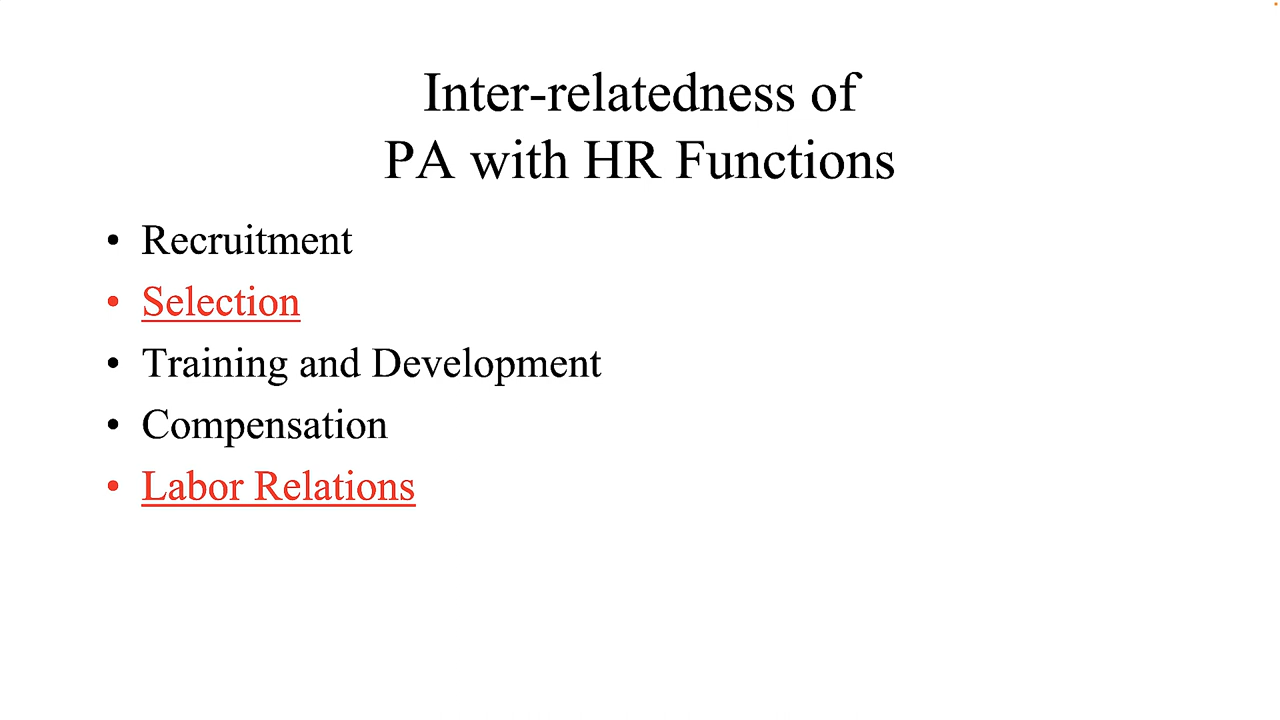 Inter-relatedness of
PA with HR Functions
• Recruitment
• Selection
• Training and Development
• Compensation
• Labor Relations